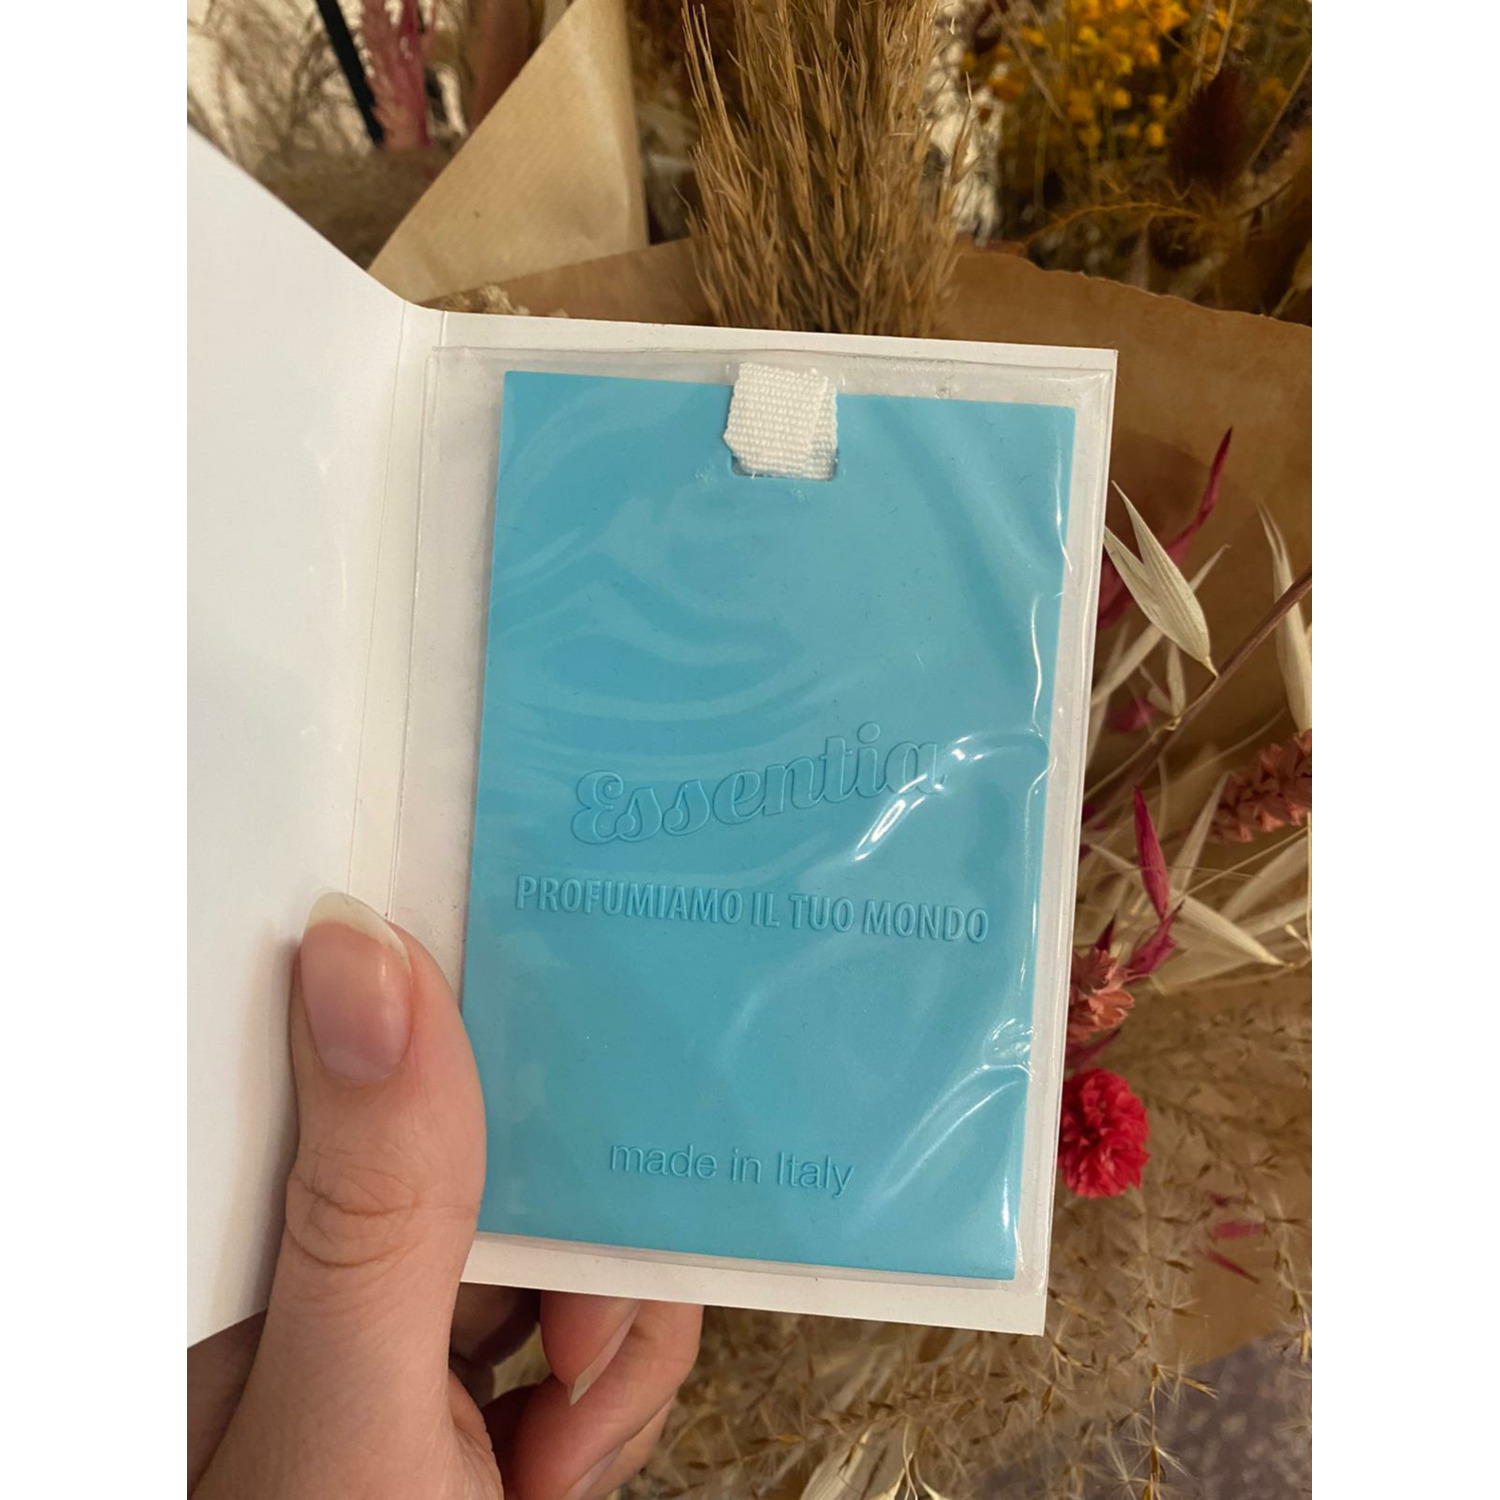 Essentia
PROFUMIAMO IL TUO MONDO
made in Italy